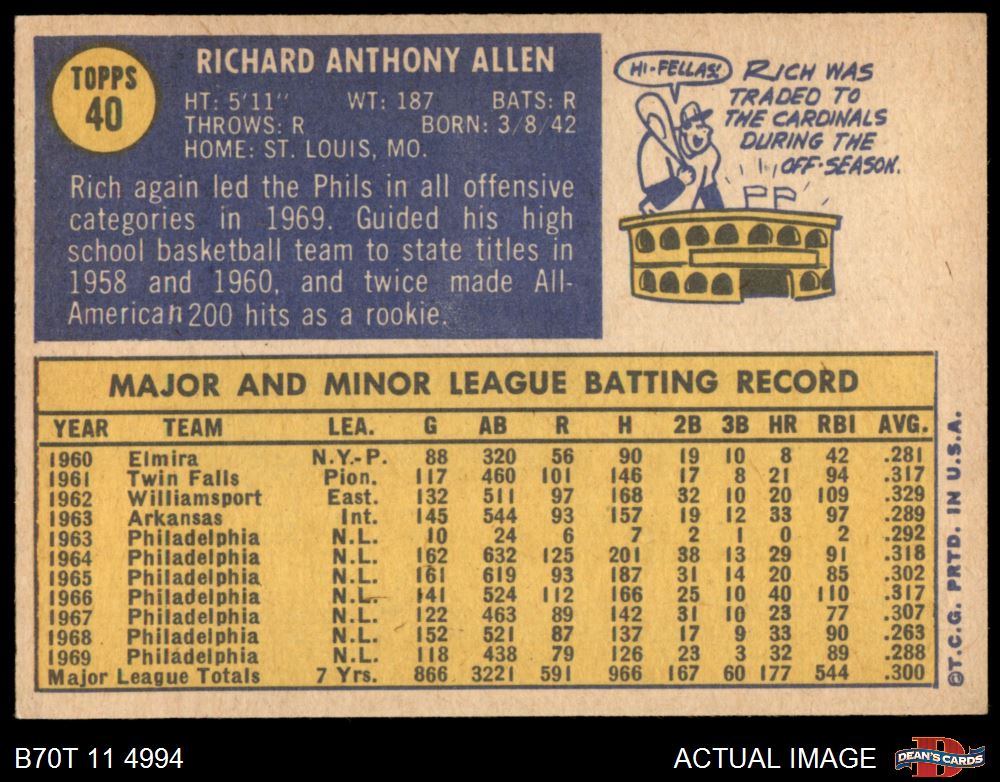 TOPPS
40
RICHARD ANTHONY ALLEN
HT: 5'11" WT: 187 BATS: R
THROWS: R BORN: 3/8/42
HOME: ST. LOUIS, MO.
Rich again led the Phils in all offensive
categories in 1969. Guided his high
school basketball team to state titles in
1958 and 1960, and twice made All-
American 200 hits as a rookie.
HI-FELLAS!
RICH WAS
TRADED TO
THE CARDINALS
DURING THE
OFF-SEASON.
MAJOR AND MINOR LEAGUE BATTING RECORD
YEAR TEAM LEA. G AB R H 2B 3B HR RBI AVG.
1960 Elmira N.Y.-P. 88 320 56 90 19 10 8 42 .281
1961 Twin Falls Pion. 117 460 101 146 17 8 21 94 .317
1962 Williamsport East. 132 511 97 168 32 10 20 109 .329
1963 Arkansas Int. 145 544 93 157 19 12 33 97 .289
1963 Philadelphia N.L. 10 24 6 7 2 1 0 2 .292
1964 Philadelphia N.L. 162 632 125 201 38 13 29 91 .318
1965 Philadelphia N.L. 161 619 93 187 31 14 20 85 .302
1966 Philadelphia N.L. 141 524 112 166 25 10 40 110 .317
1967 Philadelphia N.L. 122 463 89 142 31 10 23 77 .307
1968 Philadelphia N.L. 152 521 87 137 17 9 33 90 .263
1969 Philadelphia N.L. 118 438 79 126 23 3 32 89 .288
Major League Totals 7 Yrs. 866 3221 591 966 167 60 177 544 .300
©T.C.G. PRTD. IN U.S.A.
B70T 11 4994
ACTUAL IMAGE
D
DEAN'S CARDS